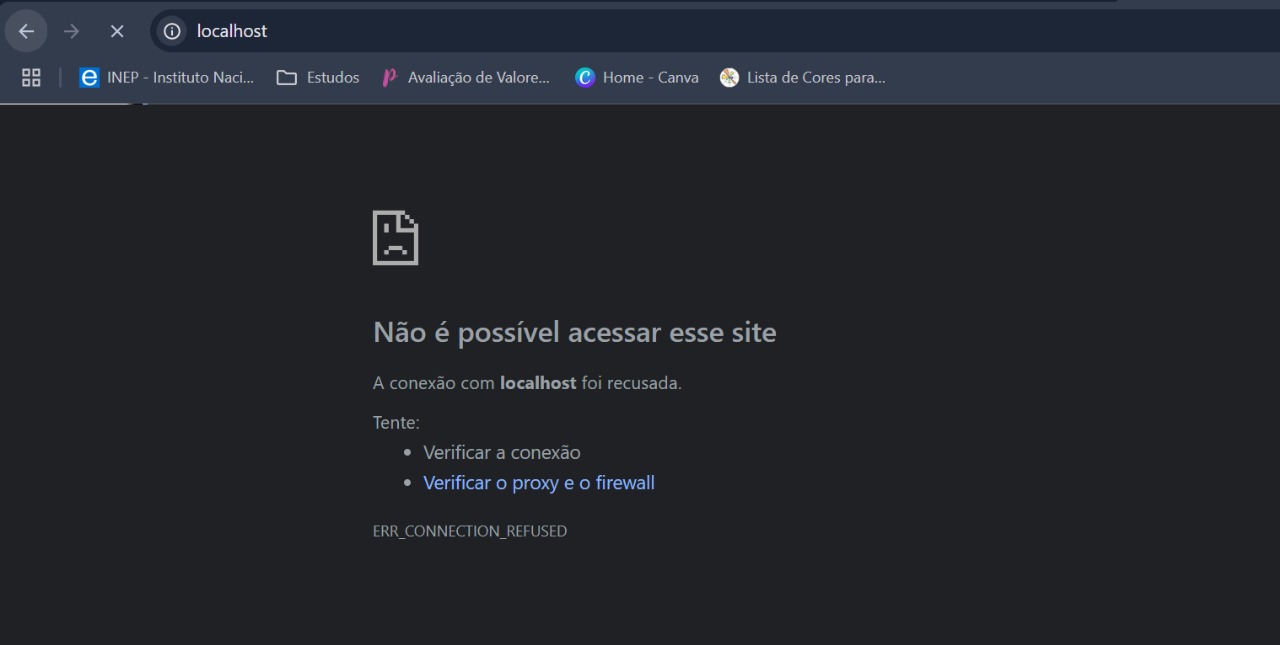 localhost
INEP - Instituto Naci... Estudos Avaliação de Valore... Home - Canva Lista de Cores para...
Não é possível acessar esse site
A conexão com localhost foi recusada.
Tente:
• Verificar a conexão
• Verificar o proxy e o firewall
ERR_CONNECTION_REFUSED